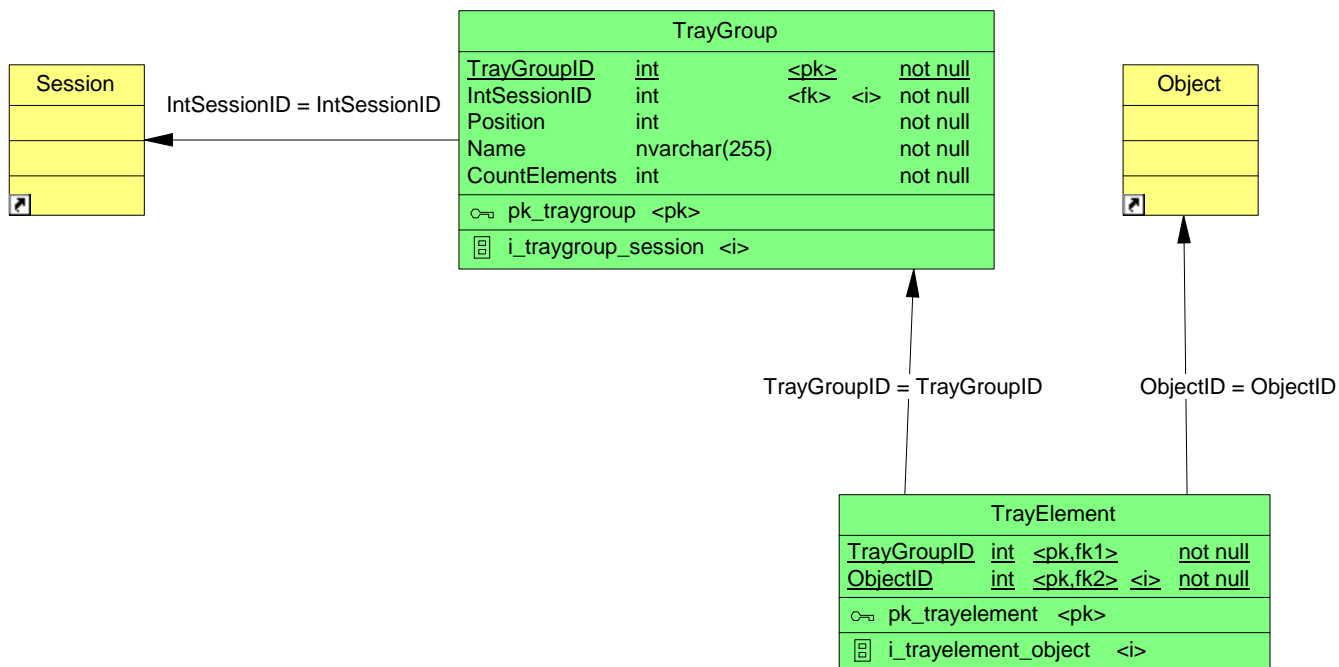 TrayGroup
TrayGroupID int <pk> not null
IntSessionID int <fk> <i> not null
Position int not null
Name nvarchar(255) not null
CountElements int not null
pk_traygroup <pk>
i_traygroup_session <i>
Session
IntSessionID = IntSessionID
Object
TrayGroupID = TrayGroupID
ObjectID = ObjectID
TrayElement
TrayGroupID int <pk,fk1> not null
ObjectID int <pk,fk2> <i> not null
pk_trayelement <pk>
i_trayelement_object <i>